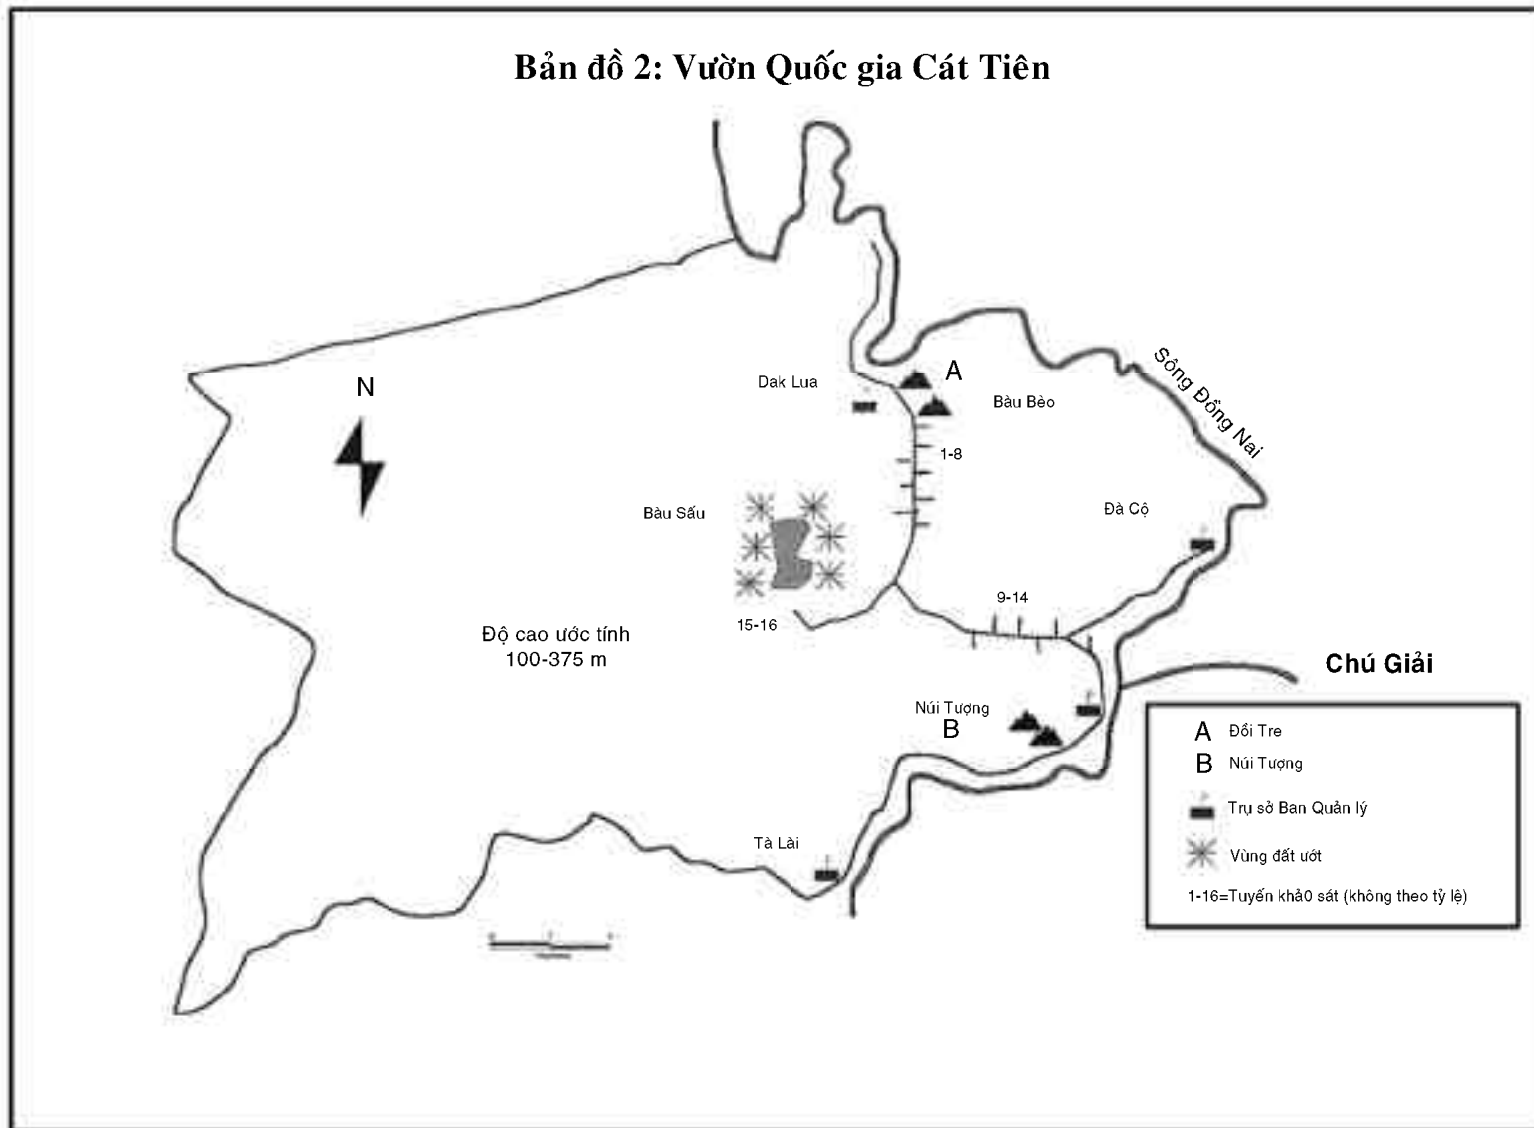 Bản đồ 2: Vườn Quốc gia Cát Tiên
N
Dak Lua
A
Bàu Bèo
Sông Đồng Nai
1-8
Bàu Sấu
Đà Cộ
9-14
15-16
Độ cao ước tính
100-375 m
Núi Tượng
B
Tà Lài
Chú Giải
A Đồi Tre
B Núi Tượng
Trụ sở Ban Quản lý
Vùng đất ướt
1-16=Tuyến khả0 sát (không theo tỷ lệ)